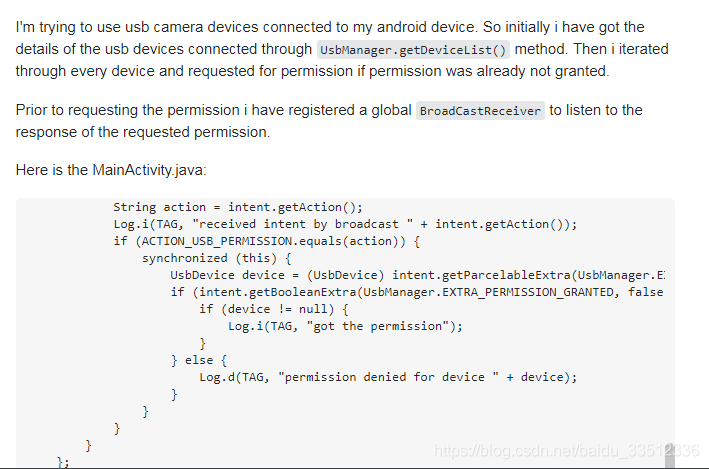 I'm trying to use usb camera devices connected to my android device. So initially i have got the
details of the usb devices connected through UsbManager.getDeviceList() method. Then i iterated
through every device and requested for permission if permission was already not granted.
Prior to requesting the permission i have registered a global BroadCastReceiver to listen to the
response of the requested permission.
Here is the MainActivity.java:
String action = intent.getAction();
Log.i(TAG, "received intent by broadcast " + intent.getAction());
if (ACTION_USB_PERMISSION.equals(action)) {
synchronized (this) {
UsbDevice device = (UsbDevice) intent.getParcelableExtra(UsbManager.E
if (intent.getBooleanExtra(UsbManager.EXTRA_PERMISSION_GRANTED, false
if (device != null) {
Log.i(TAG, "got the permission");
}
} else {
Log.d(TAG, "permission denied for device " + device);
}
}
}
}
};
https://blog.csdn.net/baidu_33512336